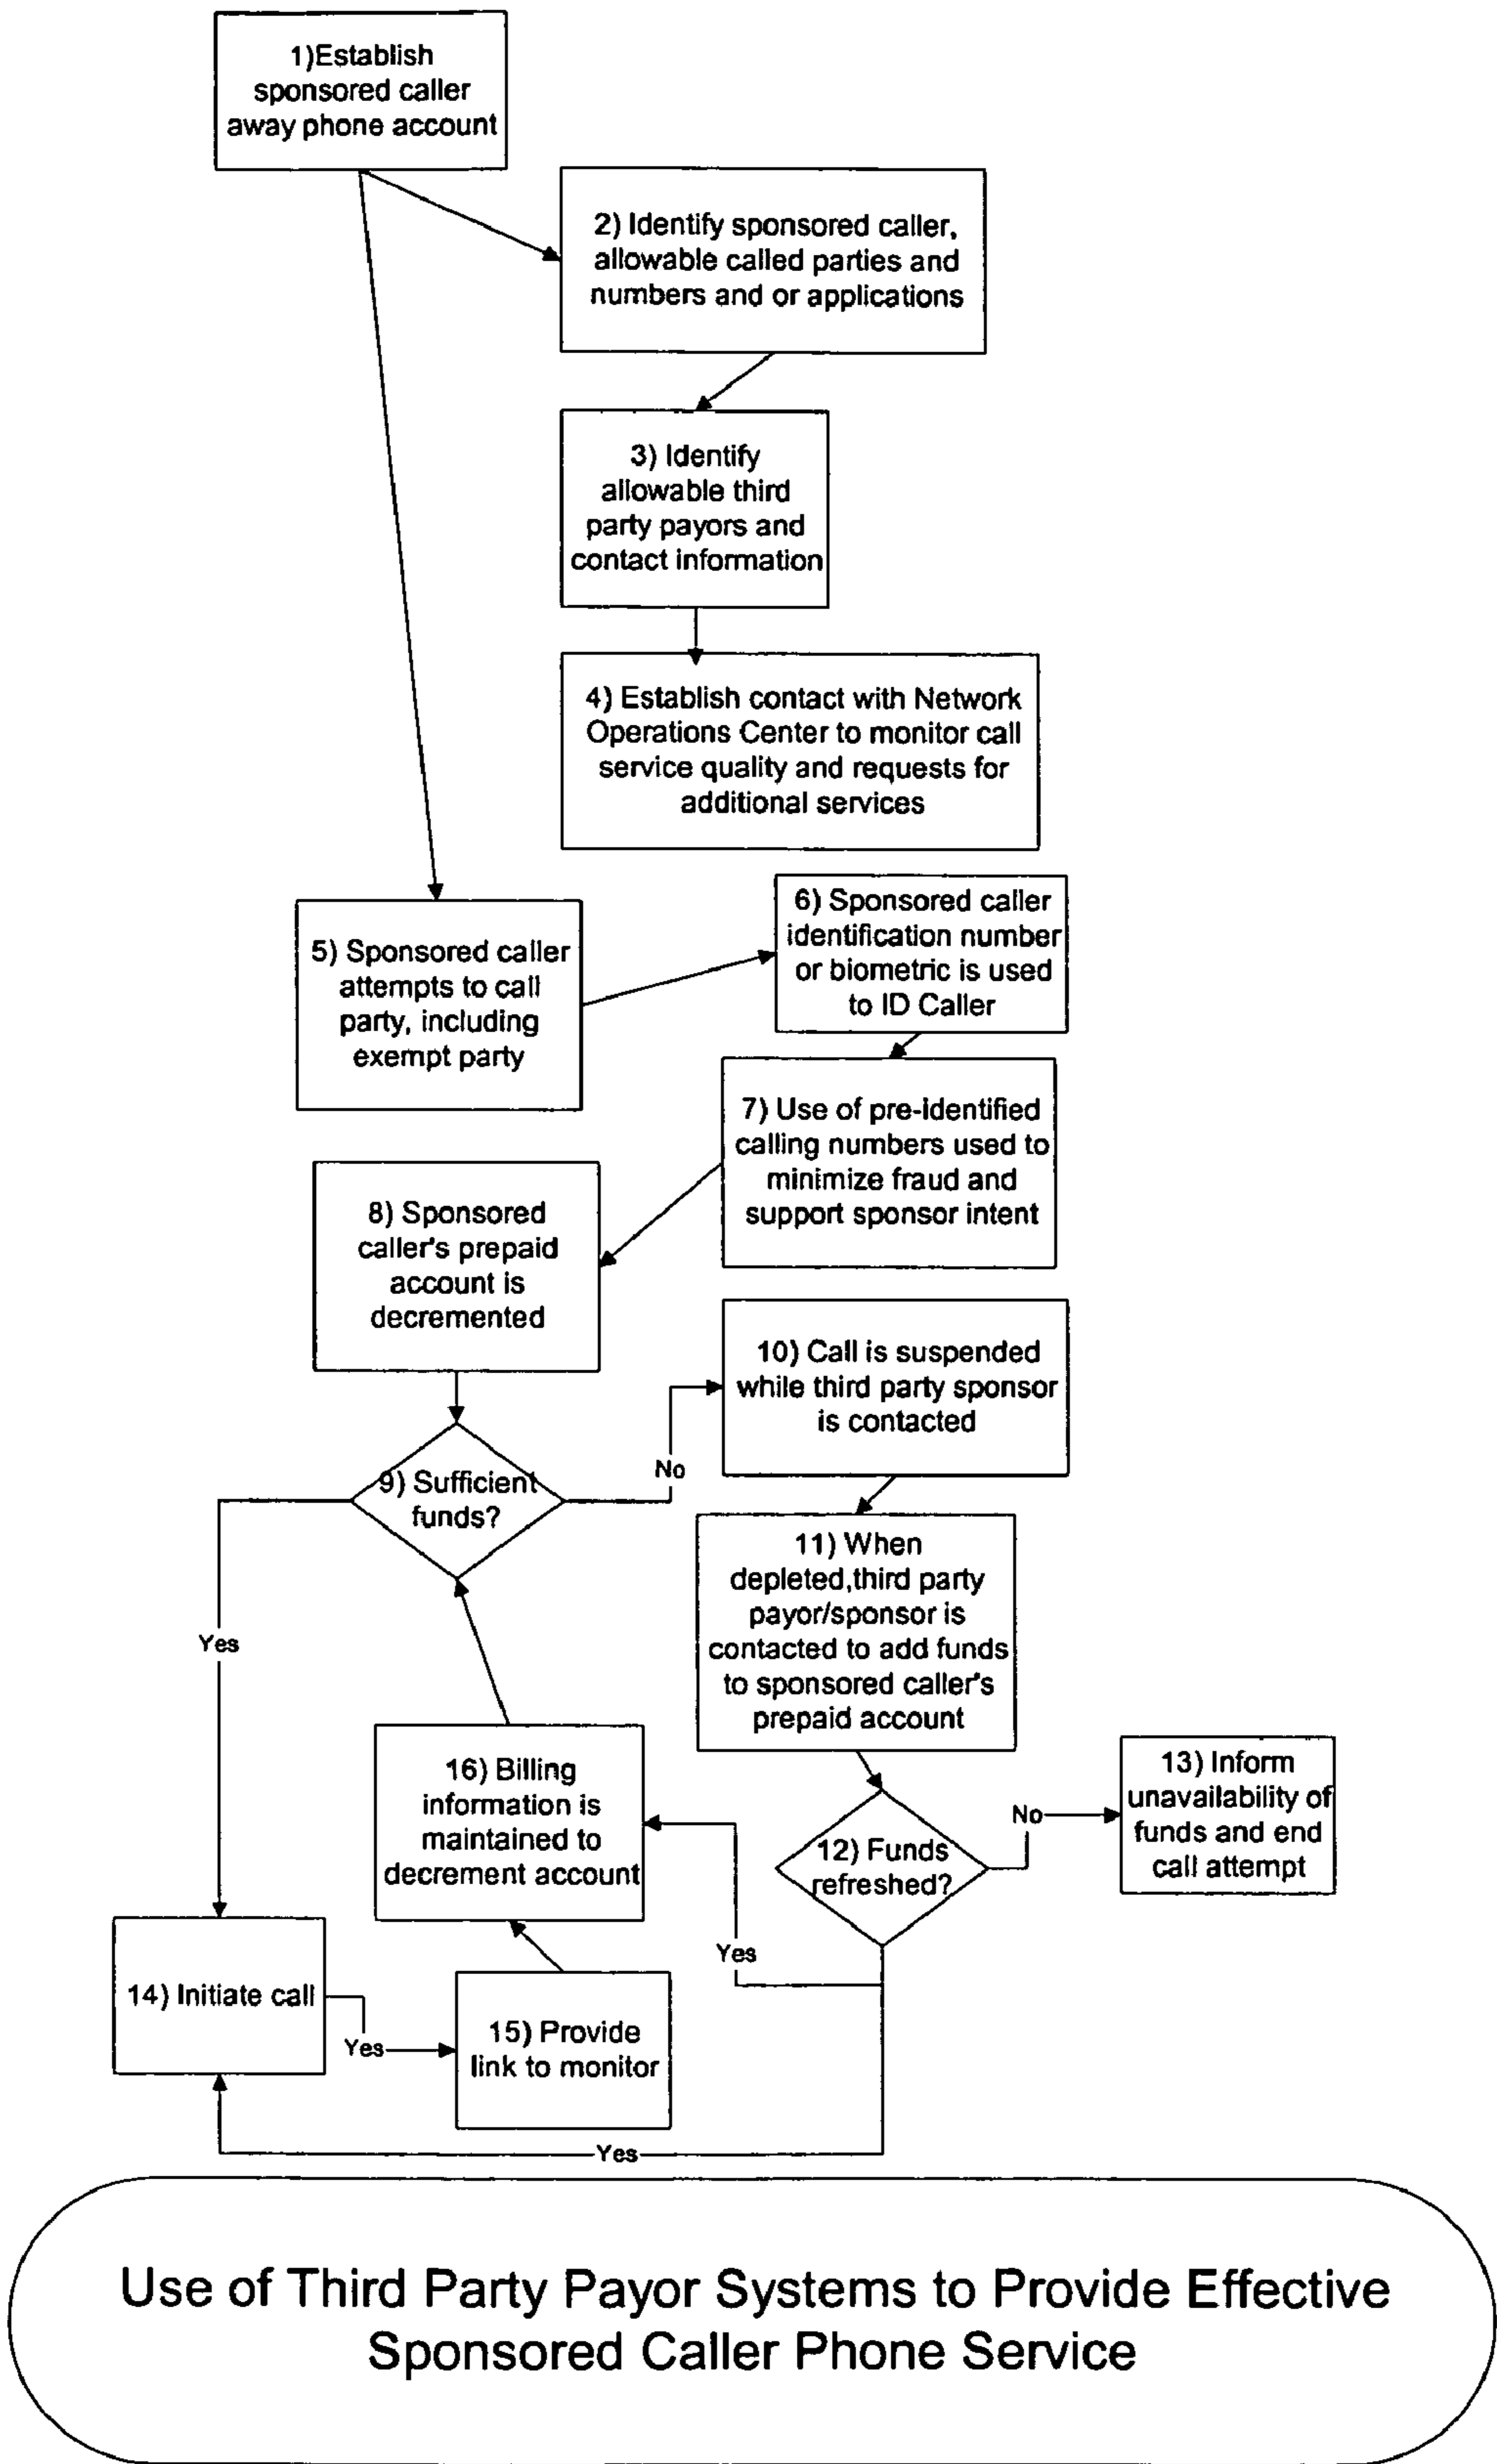 1)Establish
sponsored caller
away phone account
2) Identify sponsored caller,
allowable called parties and
numbers and or applications
3) Identify
allowable third
party payors and
contact information
4) Establish contact with Network
Operations Center to monitor call
service quality and requests for
additional services
5) Sponsored caller
attempts to call
party, including
exempt party
6) Sponsored caller
identification number
or biometric is used
to ID Caller
7) Use of pre-identified
calling numbers used to
minimize fraud and
support sponsor intent
8) Sponsored
caller's prepaid
account is
decremented
9) Sufficient
funds?
No
10) Call is suspended
while third party sponsor
is contacted
11) When
depleted,third party
payor/sponsor is
contacted to add funds
to sponsored caller's
prepaid account
Yes
12) Funds
refreshed?
No
13) Inform
unavailability of
funds and end
call attempt
16) Billing
information is
maintained to
decrement account
Yes
14) Initiate call
Yes
15) Provide
link to monitor
Yes
Use of Third Party Payor Systems to Provide Effective
Sponsored Caller Phone Service